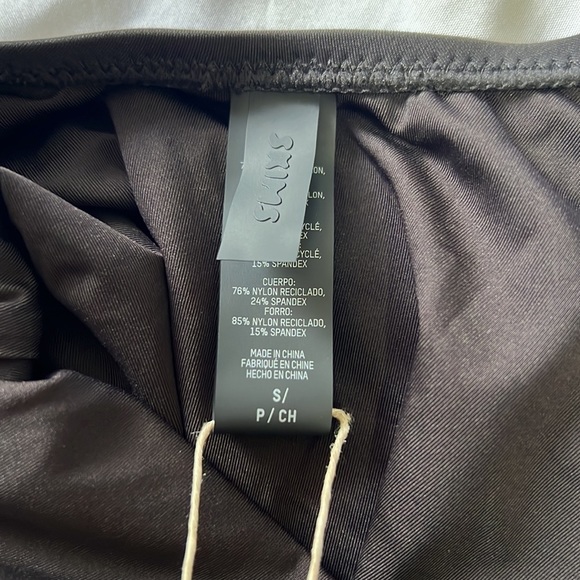 SKIMS
15% SPANDEX
CUERPO:
76% NYLON RECICLADO,
24% SPANDEX
FORRO:
85% NYLON RECICLADO,
15% SPANDEX
MADE IN CHINA
FABRIQUÉ EN CHINE
HECHO EN CHINA
S/
P / CH